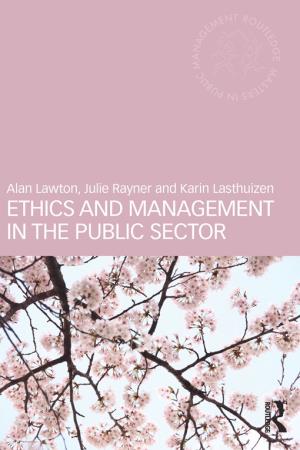 ROUTLEDGE MASTERS IN PUBLIC MANAGEMENT
Alan Lawton, Julie Rayner and Karin Lasthuizen
ETHICS AND MANAGEMENT
IN THE PUBLIC SECTOR
ROUTLEDGE